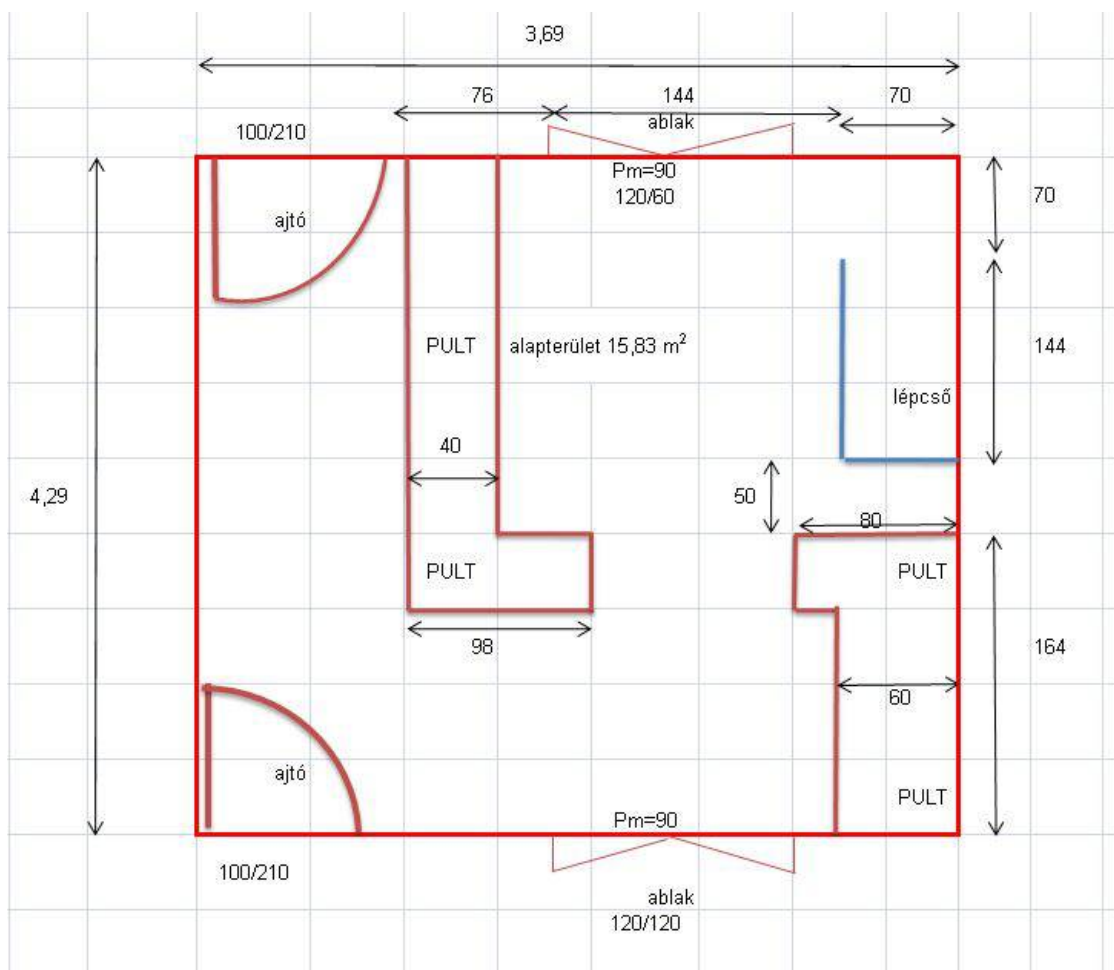 3,69
76
144
70
ablak
100/210
Pm=90
120/60
ajtó
70
PULT
alapterület 15,83 m²
144
lépcső
40
4,29
50
80
PULT
PULT
98
164
60
ajtó
PULT
Pm=90
100/210
ablak
120/120